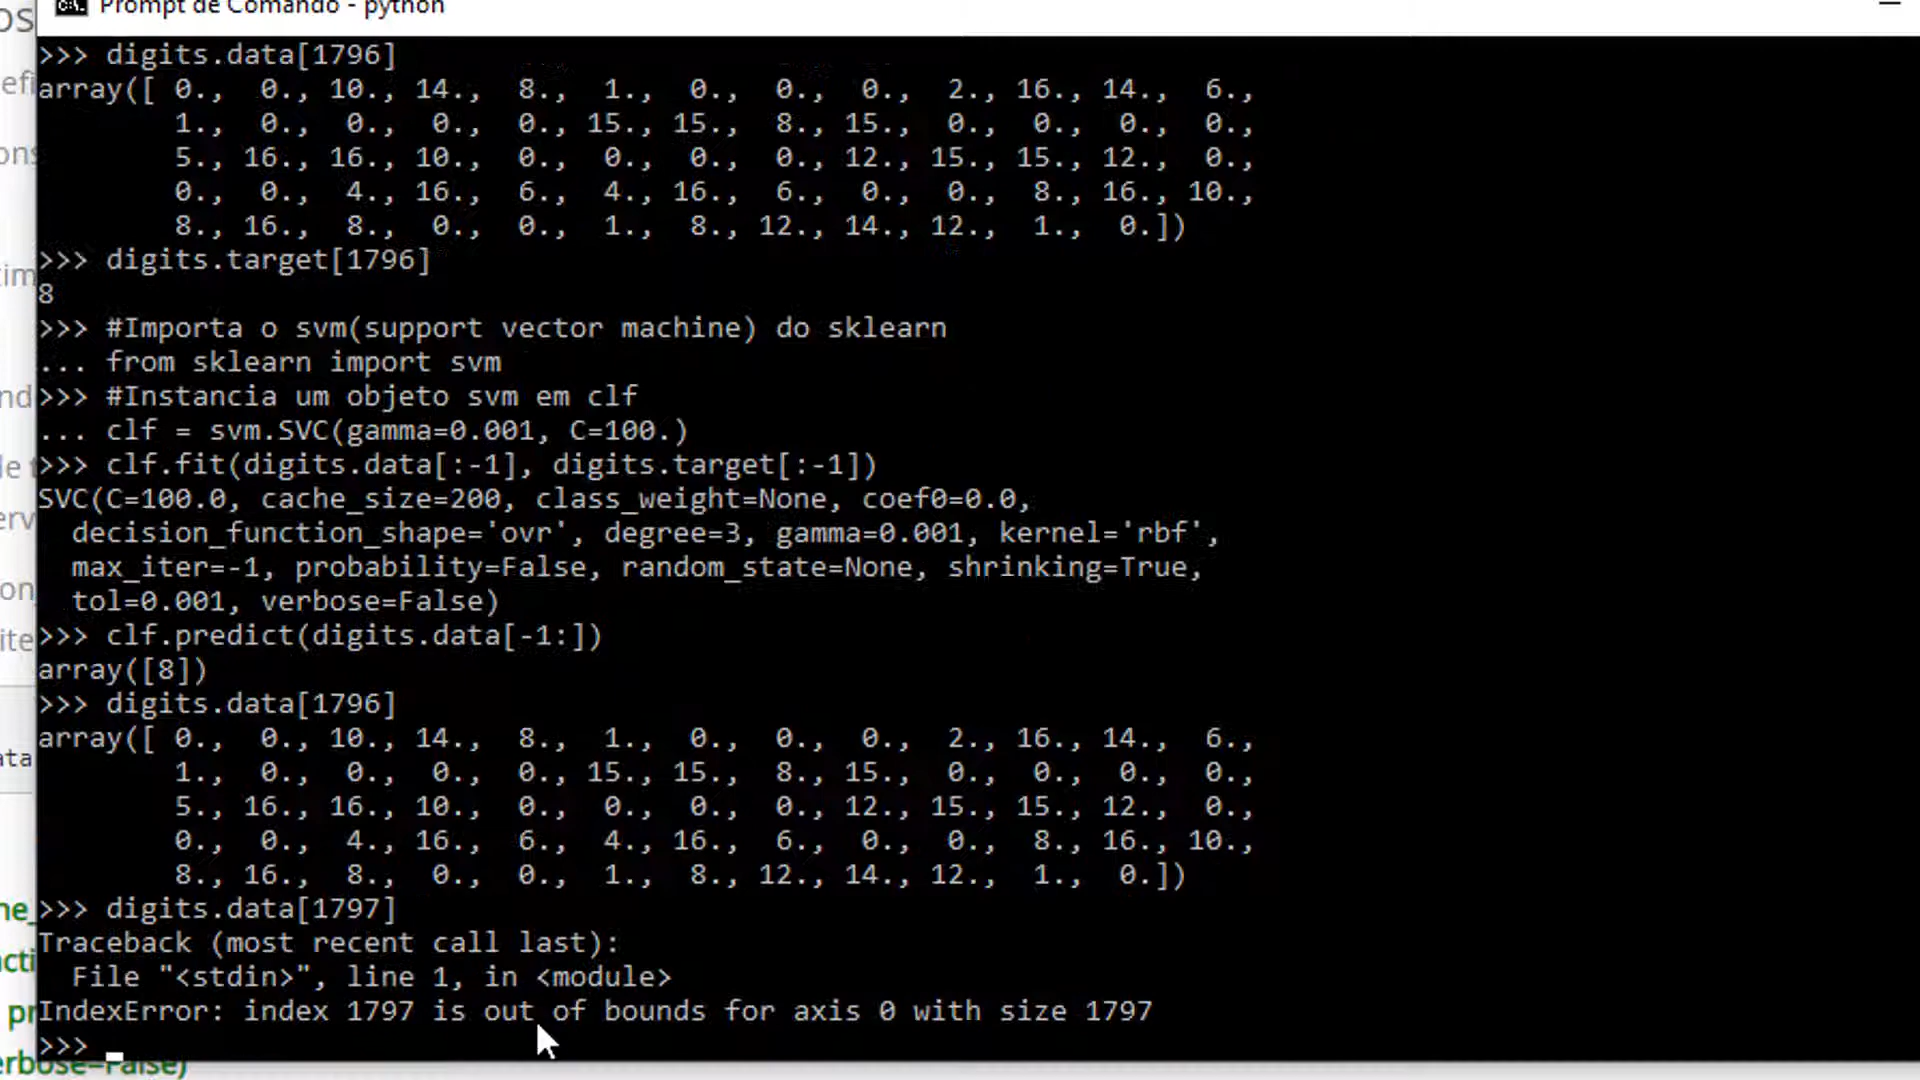 Prompt de Comando - python
>>> digits.data[1796]
array([ 0., 0., 10., 14., 8., 1., 0., 0., 0., 2., 16., 14., 6.,
1., 0., 0., 0., 0., 15., 15., 8., 15., 0., 0., 0., 0.,
5., 16., 16., 10., 0., 0., 0., 0., 12., 15., 15., 12., 0.,
0., 0., 4., 16., 6., 4., 16., 6., 0., 0., 8., 16., 10.,
8., 16., 8., 0., 0., 1., 8., 12., 14., 12., 1., 0.])
>>> digits.target[1796]
8
>>> #Importa o svm(support vector machine) do sklearn
... from sklearn import svm
>>> #Instancia um objeto svm em clf
... clf = svm.SVC(gamma=0.001, C=100.)
>>> clf.fit(digits.data[:-1], digits.target[:-1])
SVC(C=100.0, cache_size=200, class_weight=None, coef0=0.0,
decision_function_shape='ovr', degree=3, gamma=0.001, kernel='rbf',
max_iter=-1, probability=False, random_state=None, shrinking=True,
tol=0.001, verbose=False)
>>> clf.predict(digits.data[-1:])
array([8])
>>> digits.data[1796]
array([ 0., 0., 10., 14., 8., 1., 0., 0., 0., 2., 16., 14., 6.,
1., 0., 0., 0., 0., 15., 15., 8., 15., 0., 0., 0., 0.,
5., 16., 16., 10., 0., 0., 0., 0., 12., 15., 15., 12., 0.,
0., 0., 4., 16., 6., 4., 16., 6., 0., 0., 8., 16., 10.,
8., 16., 8., 0., 0., 1., 8., 12., 14., 12., 1., 0.])
>>> digits.data[1797]
Traceback (most recent call last):
File "<stdin>", line 1, in <module>
IndexError: index 1797 is out of bounds for axis 0 with size 1797
>>>